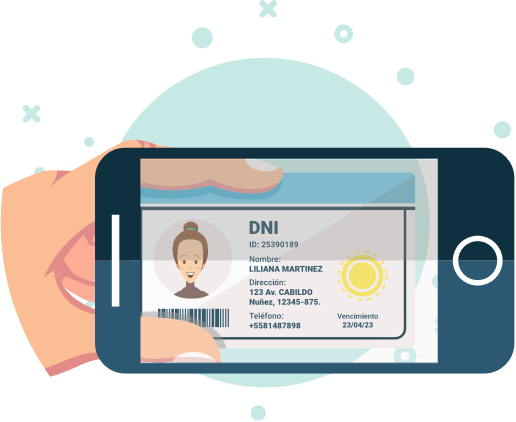 DNI
ID: 25390189
Nombre:
LILIANA MARTINEZ
Dirección:
123 Av. CABILDO
Nuñez, 12345-875.
Teléfono:
+5581487898
Vencimiento
23/04/23